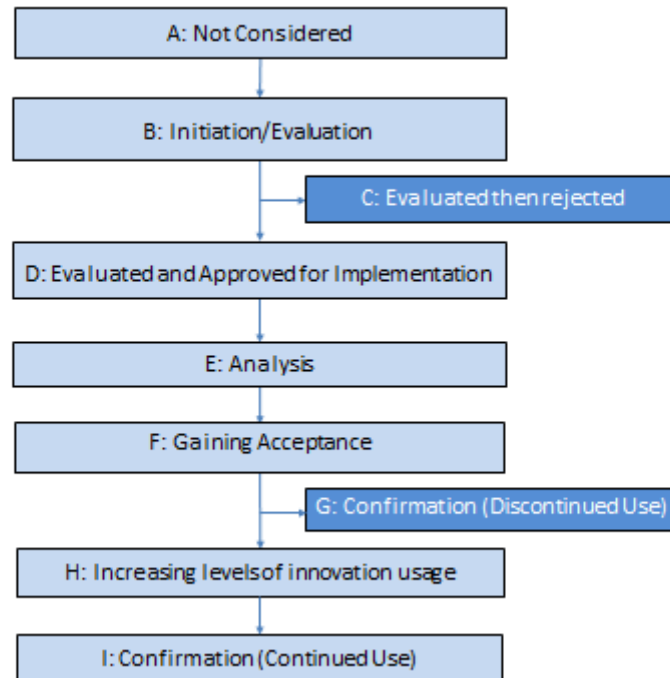 A: Not Considered
B: Initiation/Evaluation
C: Evaluated then rejected
D: Evaluated and Approved for Implementation
E: Analysis
F: Gaining Acceptance
G: Confirmation (Discontinued Use)
H: Increasing levels of innovation usage
I: Confirmation (Continued Use)